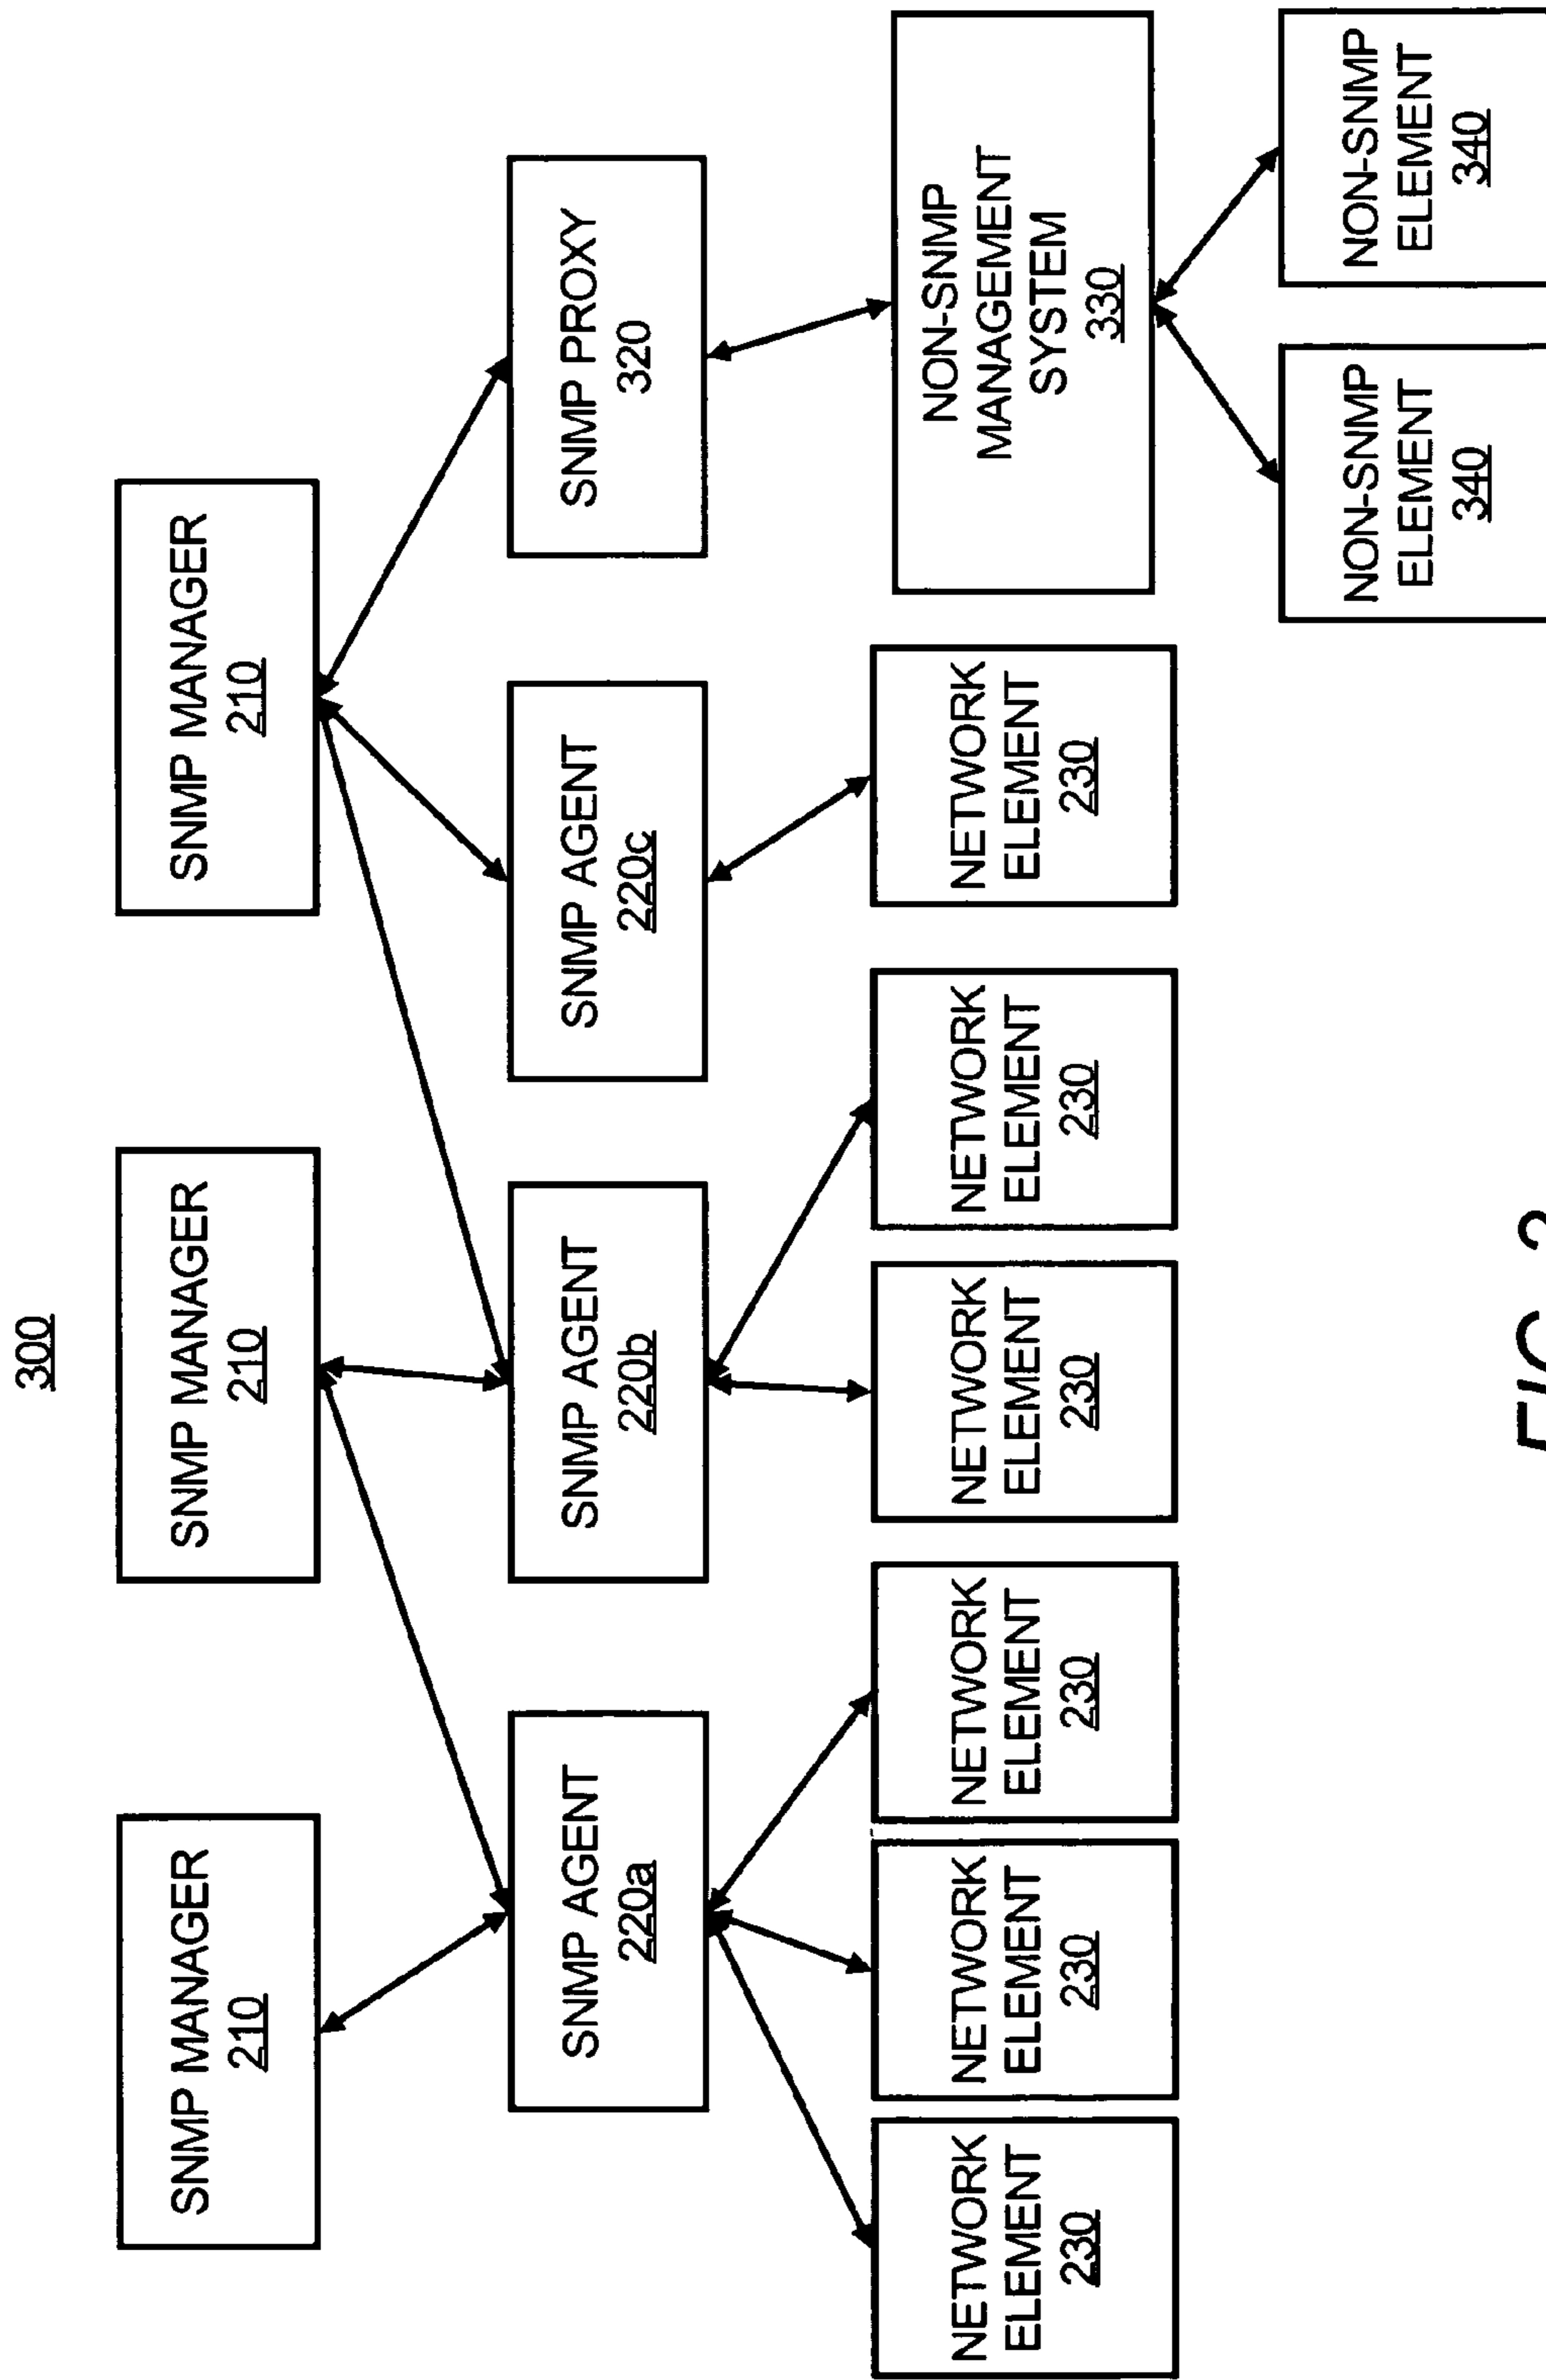 300
SNMP MANAGER
210
SNMP MANAGER
210
SNMP MANAGER
210
SNMP AGENT
220a
SNMP AGENT
220b
SNMP AGENT
220c
SNMP PROXY
320
NETWORK
ELEMENT
230
NETWORK
ELEMENT
230
NETWORK
ELEMENT
230
NETWORK
ELEMENT
230
NETWORK
ELEMENT
230
NETWORK
ELEMENT
230
NON-SNMP
MANAGEMENT
SYSTEM
330
NON-SNMP
ELEMENT
340
NON-SNMP
ELEMENT
340
FIG